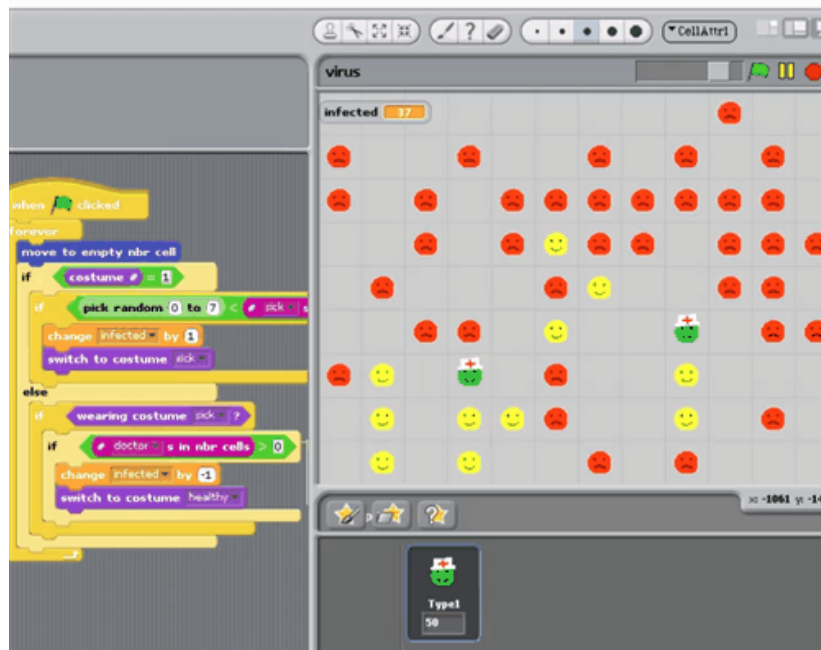 CellAttr1
virus
infected 37
when clicked
forever
move to empty nbr cell
if costume # = 1
if pick random 0 to 7 < # sick s
change infected by 1
switch to costume sick
else
if wearing costume sick ?
if # doctor s in nbr cells > 0
change infected by -1
switch to costume healthy
x: -1061 y: -14
P
Type1
50